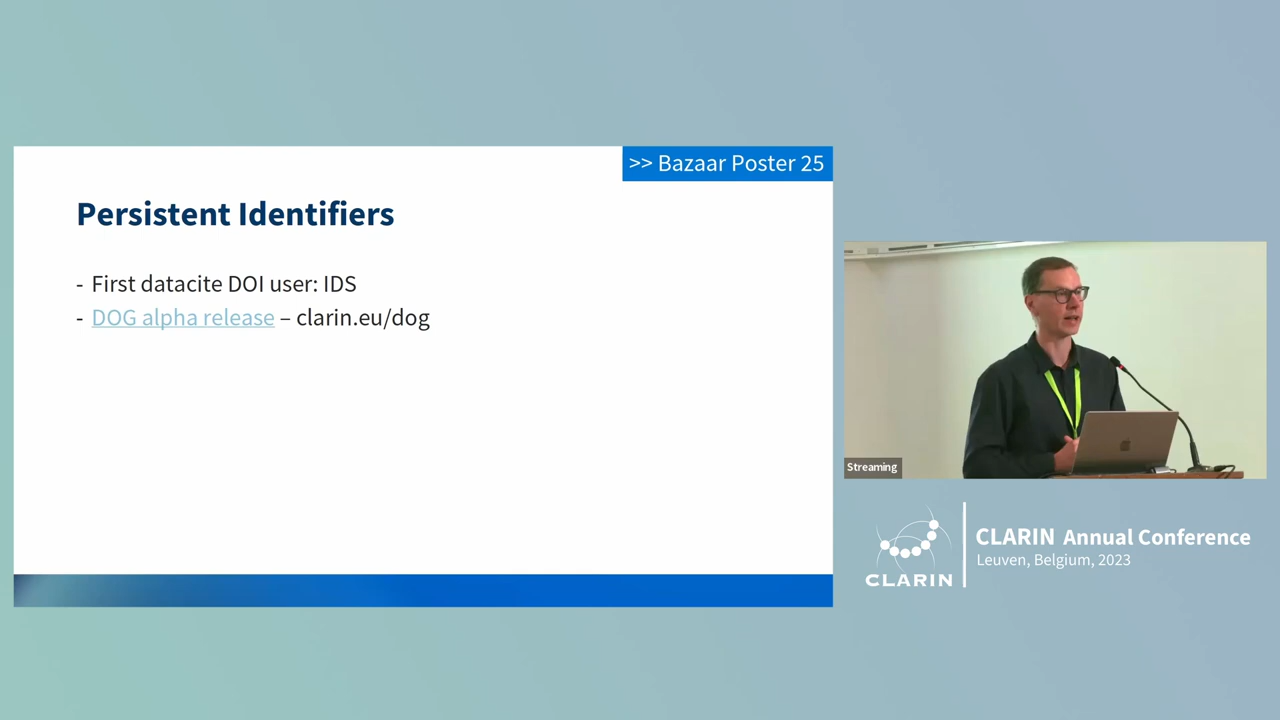 >> Bazaar Poster 25
Persistent Identifiers
- First datacite DOI user: IDS
- DOG alpha release – clarin.eu/dog
Streaming
CLARIN
CLARIN Annual Conference
Leuven, Belgium, 2023